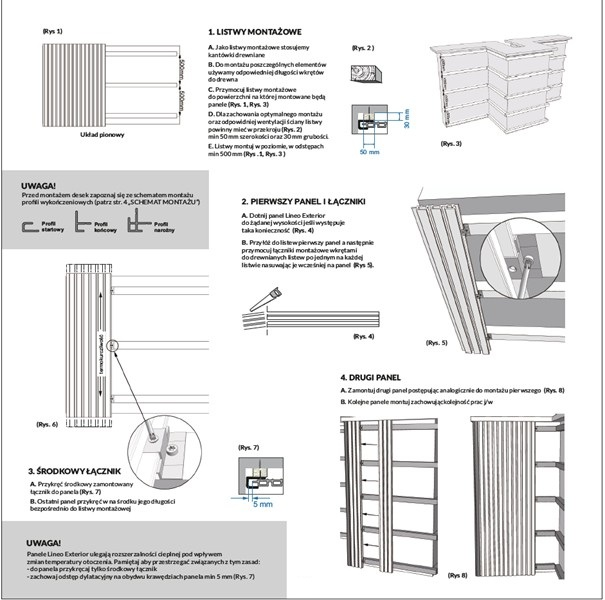 (Rys 1)
500mm
500mm
Układ pionowy
1. LISTWY MONTAŻOWE
A. Jako listwy montażowe stosujemy
kantówki drewniane
B. Do montażu poszczególnych elementów
używamy odpowiedniej długości wkrętów
do drewna
C. Przymocuj listwy montażowe
do powierzchni na której montowane będą
panele (Rys. 1, Rys. 3)
D. Dla zachowania optymalnego montażu
oraz odpowiedniej wentylacji ściany listwy
powinny mieć w przekroju (Rys. 2)
min 50 mm szerokości oraz 30 mm grubości.
E. Listwy montuj w poziomie, w odstępach
min 500 mm (Rys .1, Rys. 3 )
(Rys. 2 )
30 mm
50 mm
(Rys. 3)
UWAGA!
Przed montażem desek zapoznaj się ze schematem montażu
profili wykończeniowych (patrz str. 4 „SCHEMAT MONTAŻU”)
Profil
startowy
Profil
końcowy
Profil
narożny
2. PIERWSZY PANEL I ŁĄCZNIKI
A. Dotnij panel Lineo Exterior
do żądanej wysokości jeśli występuje
taka konieczność (Rys. 4)
B. Przyłóż do listew pierwszy panel a następnie
przymocuj łączniki montażowe wkrętami
do drewnianych listew po jednym na każdej
listwie nasuwając je wcześniej na panel (Rys 5).
(Rys. 4)
(Rys. 5)
termokurczliwość
(Rys. 6)
3. ŚRODKOWY ŁĄCZNIK
A. Przykręć środkowy zamontowany
łącznik do panela (Rys. 7)
B. Ostatni panel przykręć w na środku jego długości
bezpośrednio do listwy montażowej
(Rys. 7)
5 mm
4. DRUGI PANEL
A. Zamontuj drugi panel postępując analogicznie do montażu pierwszego (Rys. 8)
B. Kolejne panele montuj zachowując kolejność prac j/w
(Rys 8)
UWAGA!
Panele Lineo Exterior ulegają rozszerzalności cieplnej pod wpływem
zmian temperatury otoczenia. Pamiętaj aby przestrzegać związanych z tym zasad:
- do panela przykręcaj tylko środkowy łącznik
- zachowaj odstęp dylatacyjny na obydwu krawędziach panela min 5 mm (Rys. 7)